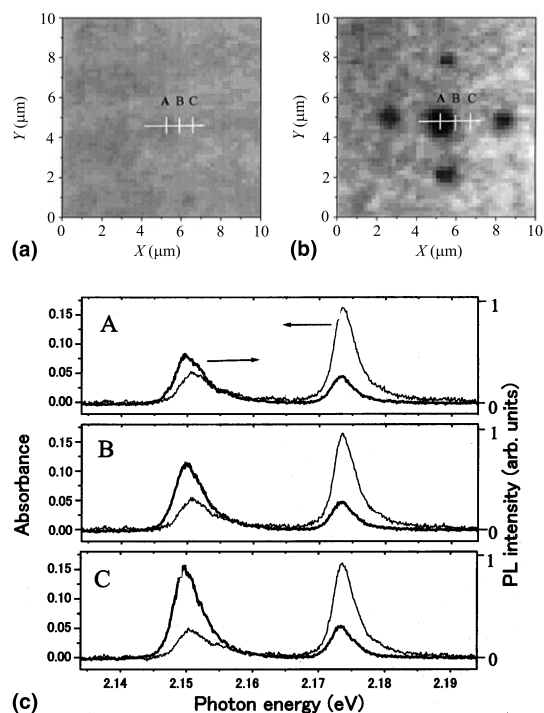 10
8
6
4
2
0
Y (μm)
A B C
0 2 4 6 8 10
X (μm)
(a)
10
8
6
4
2
0
Y (μm)
A B C
0 2 4 6 8 10
X (μm)
(b)
Absorbance
PL intensity (arb. units)
0.15
0.10
0.05
0.00
A
1
0
0.15
0.10
0.05
0.00
B
1
0
0.15
0.10
0.05
0.00
C
1
0
2.14 2.15 2.16 2.17 2.18 2.19
Photon energy (eV)
(c)